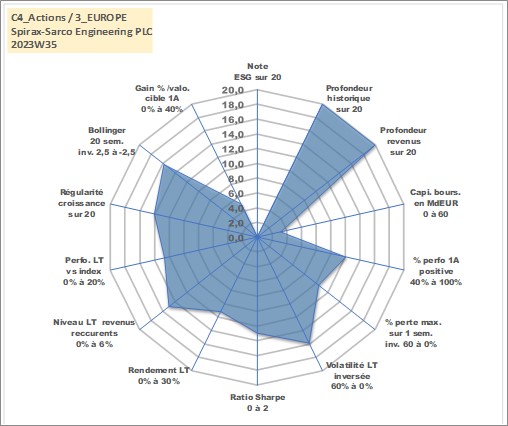 C4_Actions / 3_EUROPE
Spirax-Sarco Engineering PLC
2023W35
Note
ESG sur 20
Profondeur
historique
sur 20
Profondeur
revenus
sur 20
Capi. bours.
en MdEUR
0 à 60
% perfo 1A
positive
40% à 100%
% perte max.
sur 1 sem.
inv. 60 à 0%
Volatilité LT
inversée
60% à 0%
Ratio Sharpe
0 à 2
Rendement LT
0% à 30%
Niveau LT revenus
reccurents
0% à 6%
Perfo. LT
vs index
0% à 20%
Régularité
croissance
sur 20
Bollinger
20 sem.
inv. 2,5 à -2,5
Gain % /valo.
cible 1A
0% à 40%
20,0
18,0
16,0
14,0
12,0
10,0
8,0
6,0
4,0
2,0
0,0